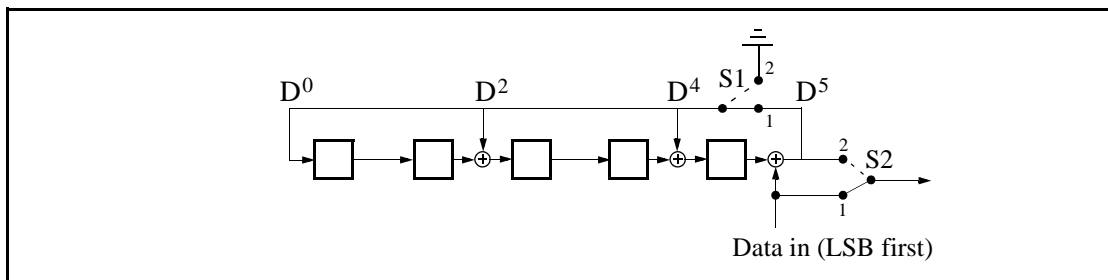 2
S1
D⁰ D² D⁴ D⁵
1
2
S2
1
Data in (LSB first)